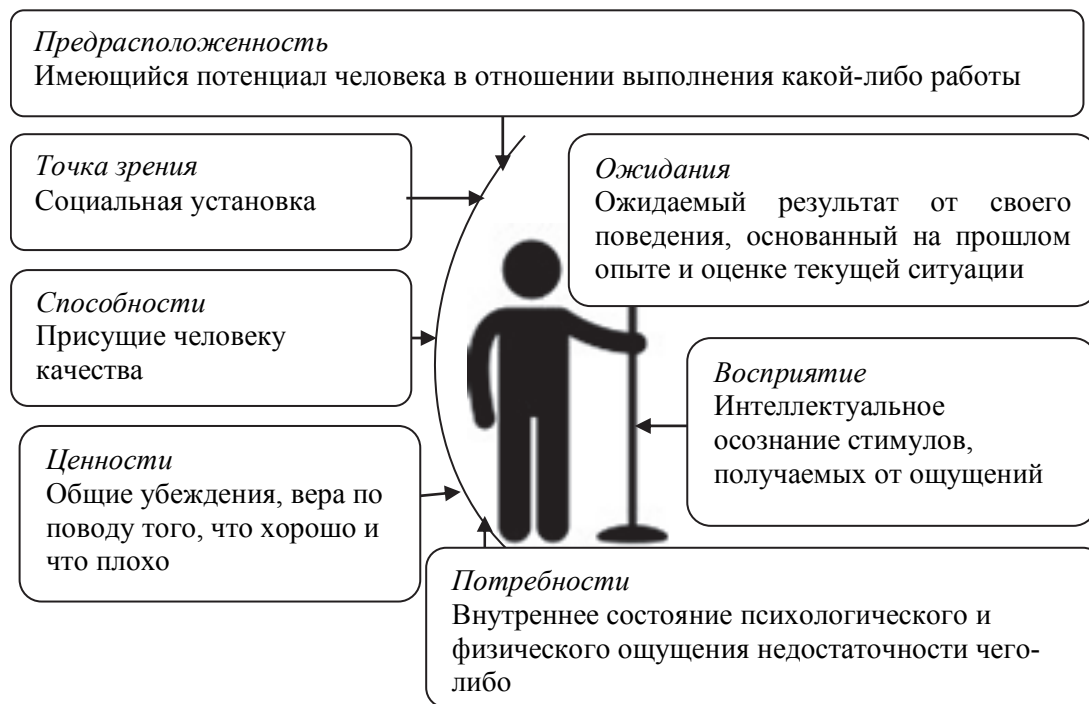 Предрасположенность
Имеющийся потенциал человека в отношении выполнения какой-либо работы
Точка зрения
Социальная установка
Ожидания
Ожидаемый результат от своего
поведения, основанный на прошлом
опыте и оценке текущей ситуации
Способности
Присущие человеку
качества
Восприятие
Интеллектуальное
осознание стимулов,
получаемых от ощущений
Ценности
Общие убеждения, вера по
поводу того, что хорошо и
что плохо
Потребности
Внутреннее состояние психологического и
физического ощущения недостаточности чего-
либо